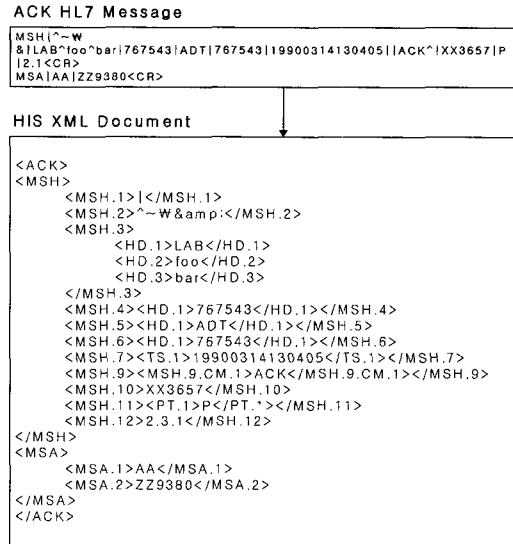 ACK HL7 Message
MSH|^~₩
&|LAB^foo^bar|767543|ADT|767543|19900314130405||ACK^|XX3657|P
|2.1<CR>
MSA|AA|ZZ9380<CR>
HIS XML Document
<ACK>
<MSH>
<MSH.1>|</MSH.1>
<MSH.2>^~₩&amp;</MSH.2>
<MSH.3>
<HD.1>LAB</HD.1>
<HD.2>foo</HD.2>
<HD.3>bar</HD.3>
</MSH.3>
<MSH.4><HD.1>767543</HD.1></MSH.4>
<MSH.5><HD.1>ADT</HD.1></MSH.5>
<MSH.6><HD.1>767543</HD.1></MSH.6>
<MSH.7><TS.1>19900314130405</TS.1></MSH.7>
<MSH.9><MSH.9.CM.1>ACK</MSH.9.CM.1></MSH.9>
<MSH.10>XX3657</MSH.10>
<MSH.11><PT.1>P</PT.1></MSH.11>
<MSH.12>2.3.1</MSH.12>
</MSH>
<MSA>
<MSA.1>AA</MSA.1>
<MSA.2>ZZ9380</MSA.2>
</MSA>
</ACK>